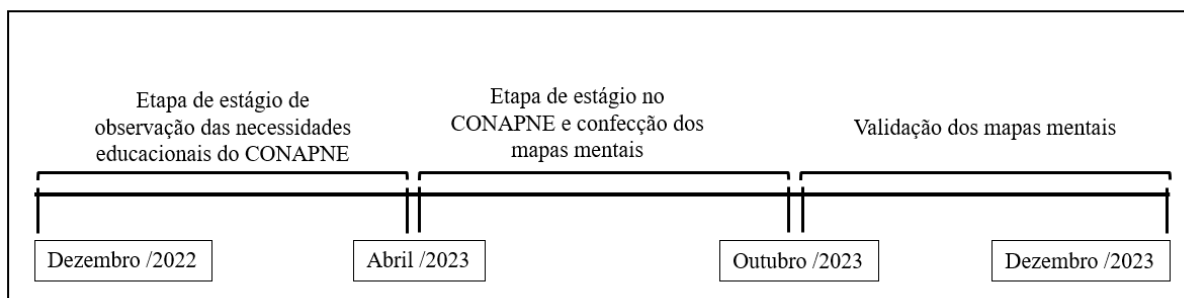 Etapa de estágio de
observação das necessidades
educacionais do CONAPNE
Etapa de estágio no
CONAPNE e confecção dos
mapas mentais
Validação dos mapas mentais
Dezembro /2022
Abril /2023
Outubro /2023
Dezembro /2023